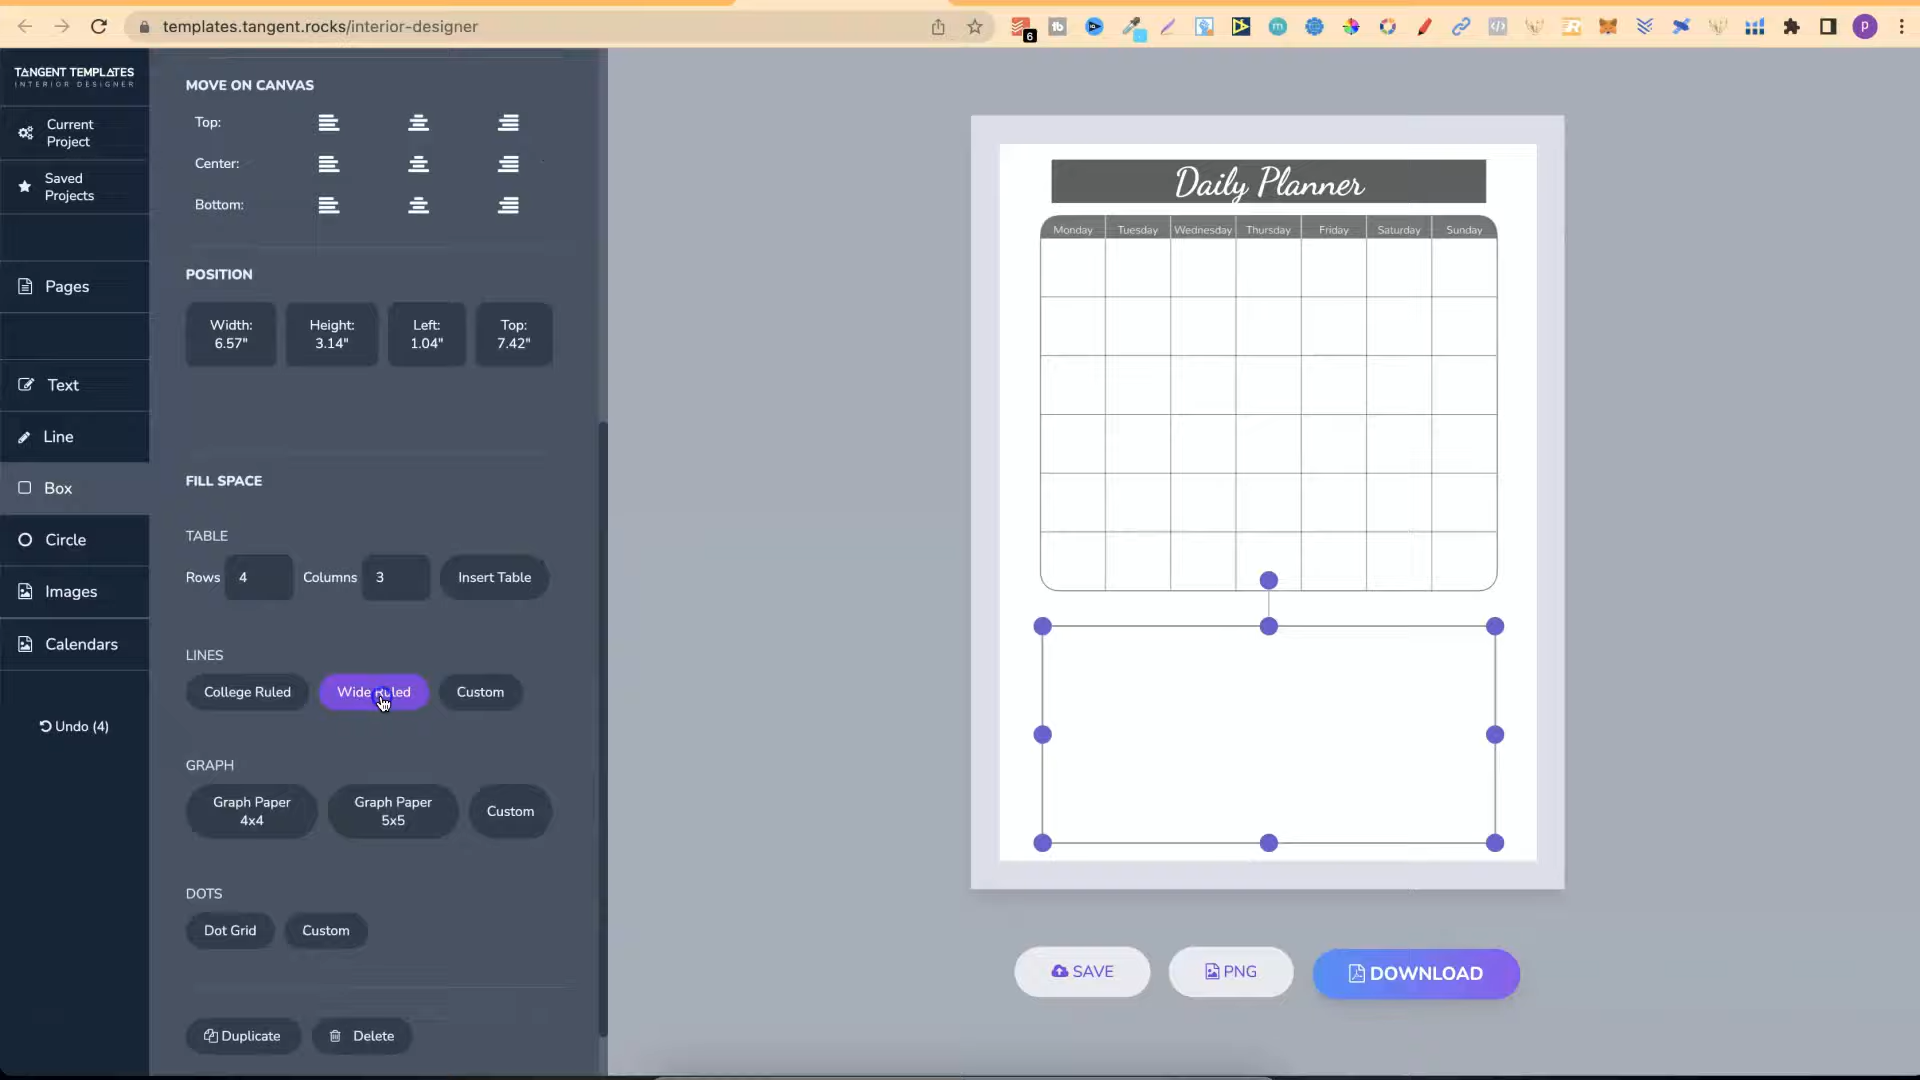 templates.tangent.rocks/interior-designer
6
P
TANGENT TEMPLATES
INTERIOR DESIGNER
Current
Project
Saved
Projects
Pages
Text
Line
Box
Circle
Images
Calendars
Undo (4)
MOVE ON CANVAS
Top:
Center:
Bottom:
POSITION
Width:
6.57"
Height:
3.14"
Left:
1.04"
Top:
7.42"
FILL SPACE
TABLE
Rows 4 Columns 3 Insert Table
LINES
College Ruled Wide Ruled Custom
GRAPH
Graph Paper
4x4
Graph Paper
5x5
Custom
DOTS
Dot Grid Custom
Duplicate Delete
Daily Planner
Monday Tuesday Wednesday Thursday Friday Saturday Sunday
SAVE PNG DOWNLOAD